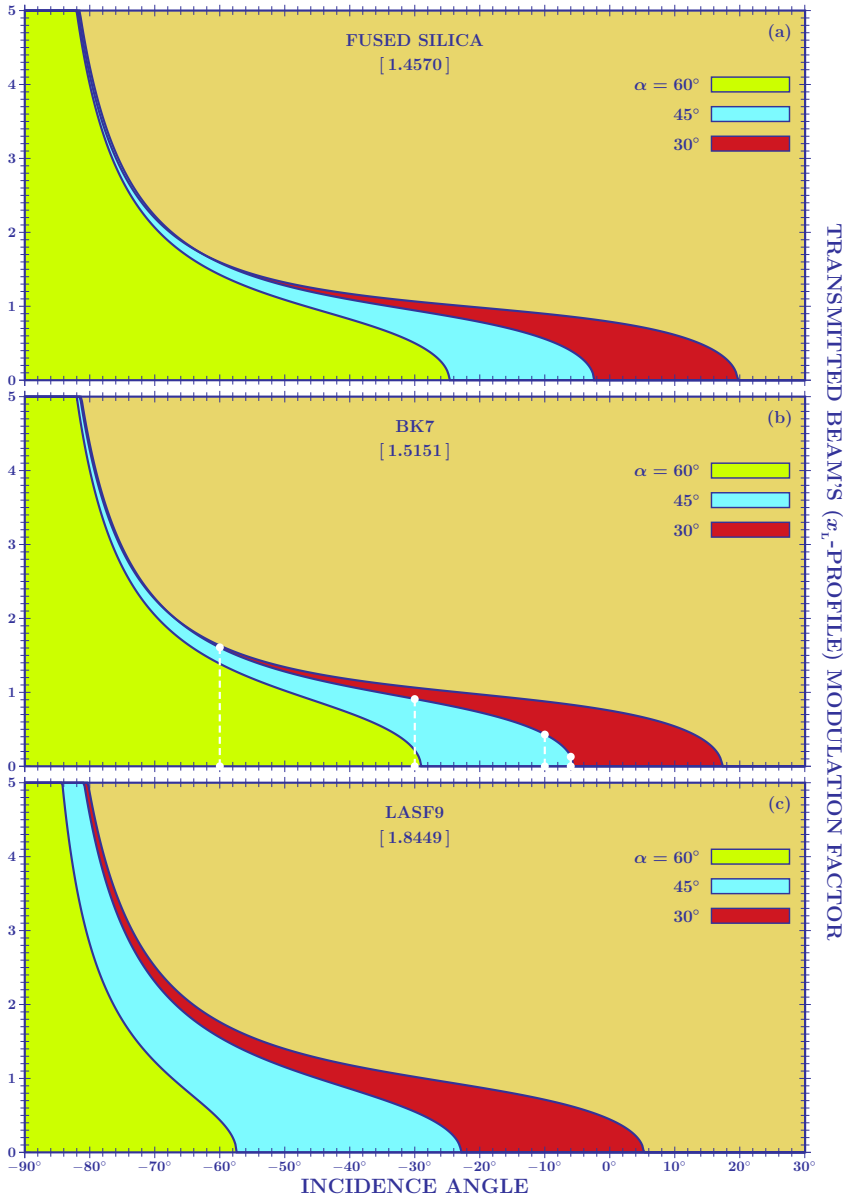 5
(a)
FUSED SILICA
[ 1.4570 ]
4
α = 60°
45°
30°
3
2
1
0
5
(b)
BK7
[ 1.5151 ]
4
α = 60°
45°
30°
3
2
1
0
5
(c)
LASF9
[ 1.8449 ]
4
α = 60°
45°
30°
3
2
1
0
−90° −80° −70° −60° −50° −40° −30° −20° −10° 0° 10° 20° 30°
INCIDENCE ANGLE
TRANSMITTED BEAM'S (x_L-PROFILE) MODULATION FACTOR